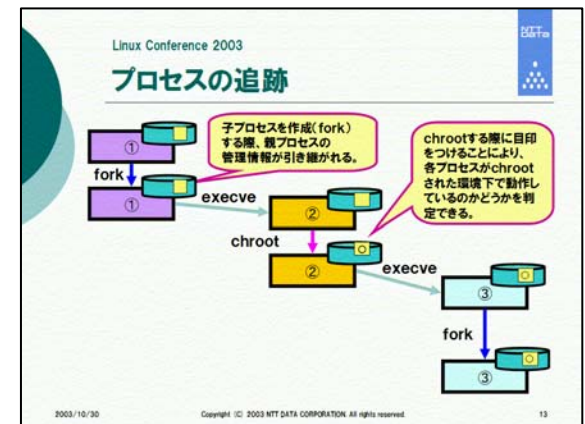 Linux Conference 2003
NTT DATA
プロセスの追跡
子プロセスを作成(fork)
する際、親プロセスの
管理情報が引き継がれる。
chrootする際に目印
をつけることにより、
各プロセスがchroot
された環境下で動作し
ているのかどうかを判
定できる。
①
fork
①
execve
②
chroot
②
execve
③
fork
③
2003/10/30
Copyright (C) 2003 NTT DATA CORPORATION. All rights reserved.
13